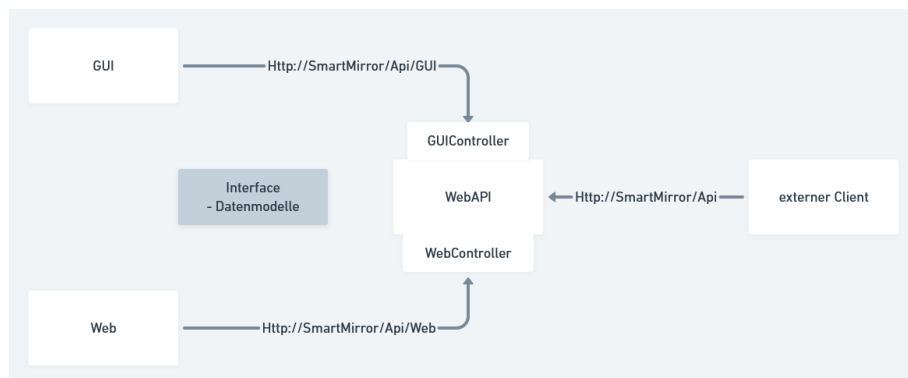 GUI
Http://SmartMirror/Api/GUI
GUIController
Interface
- Datenmodelle
WebAPI
Http://SmartMirror/Api
externer Client
WebController
Web
Http://SmartMirror/Api/Web